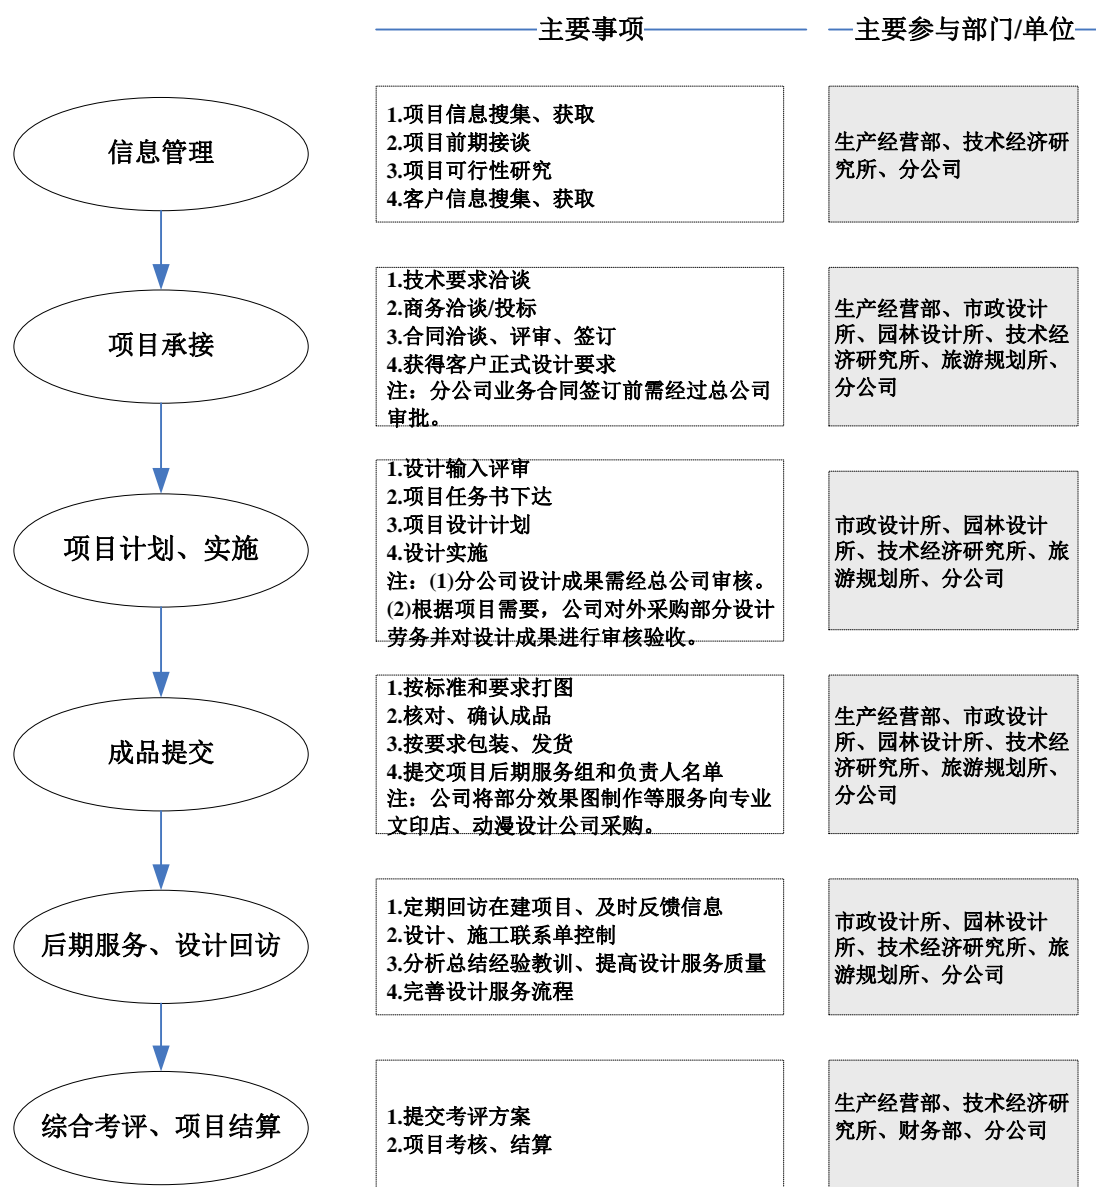 主要事项
主要参与部门/单位
信息管理
1.项目信息搜集、获取
2.项目前期接谈
3.项目可行性研究
4.客户信息搜集、获取
生产经营部、技术经济研
究所、分公司
项目承接
1.技术要求洽谈
2.商务洽谈/投标
3.合同洽谈、评审、签订
4.获得客户正式设计要求
注：分公司业务合同签订前需经过总公司
审批。
生产经营部、市政设计
所、园林设计所、技术经
济研究所、旅游规划所、
分公司
项目计划、实施
1.设计输入评审
2.项目任务书下达
3.项目设计计划
4.设计实施
注：(1)分公司设计成果需经总公司审核。
(2)根据项目需要，公司对外采购部分设计
劳务并对设计成果进行审核验收。
市政设计所、园林设计
所、技术经济研究所、旅
游规划所、分公司
成品提交
1.按标准和要求打图
2.核对、确认成品
3.按要求包装、发货
4.提交项目后期服务组和负责人名单
注：公司将部分效果图制作等服务向专业
文印店、动漫设计公司采购。
生产经营部、市政设计
所、园林设计所、技术经
济研究所、旅游规划所、
分公司
后期服务、设计回访
1.定期回访在建项目、及时反馈信息
2.设计、施工联系单控制
3.分析总结经验教训、提高设计服务质量
4.完善设计服务流程
市政设计所、园林设计
所、技术经济研究所、旅
游规划所、分公司
综合考评、项目结算
1.提交考评方案
2.项目考核、结算
生产经营部、技术经济研
究所、财务部、分公司